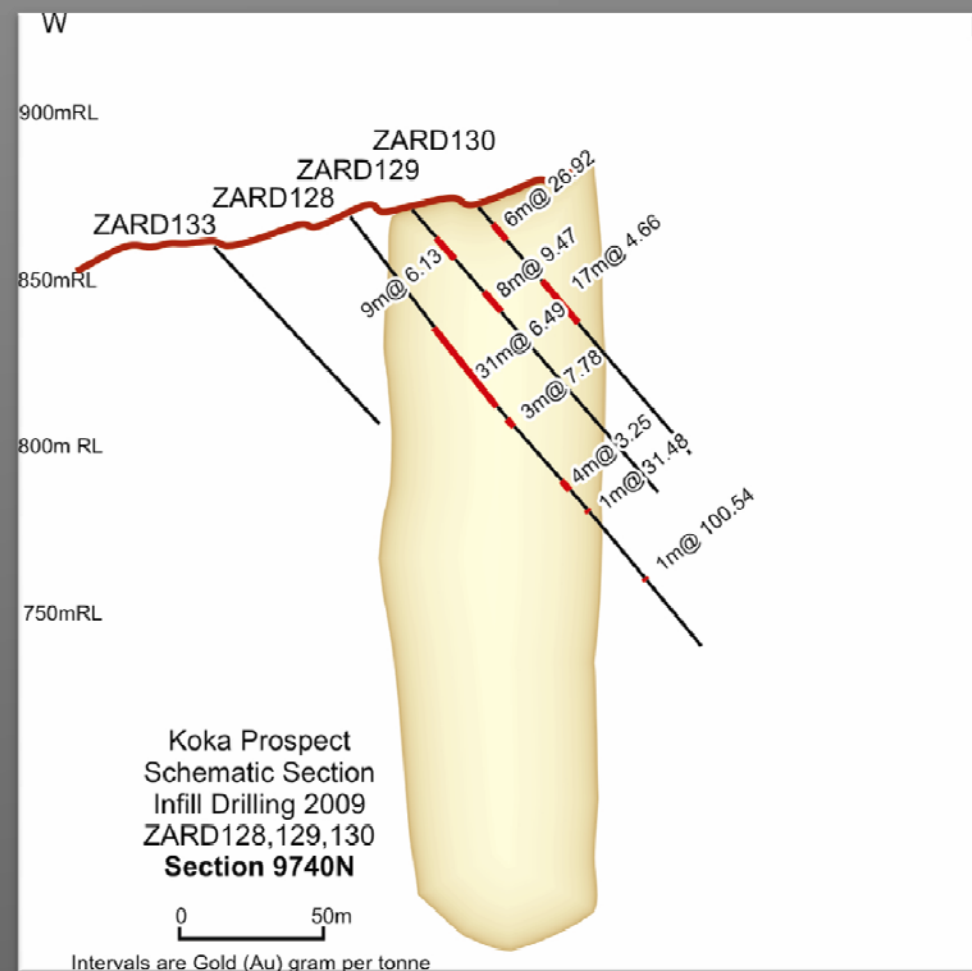 W
900mRL
ZARD130
ZARD129
ZARD128
ZARD133
6m@ 26.92
17m@ 4.66
8m@ 9.47
9m@ 6.13
850mRL
31m@ 6.49
3m@ 7.78
4m@ 3.25
800m RL
1m@ 31.48
1m@ 100.54
750mRL
Koka Prospect
Schematic Section
Infill Drilling 2009
ZARD128,129,130
Section 9740N
0 50m
Intervals are Gold (Au) gram per tonne